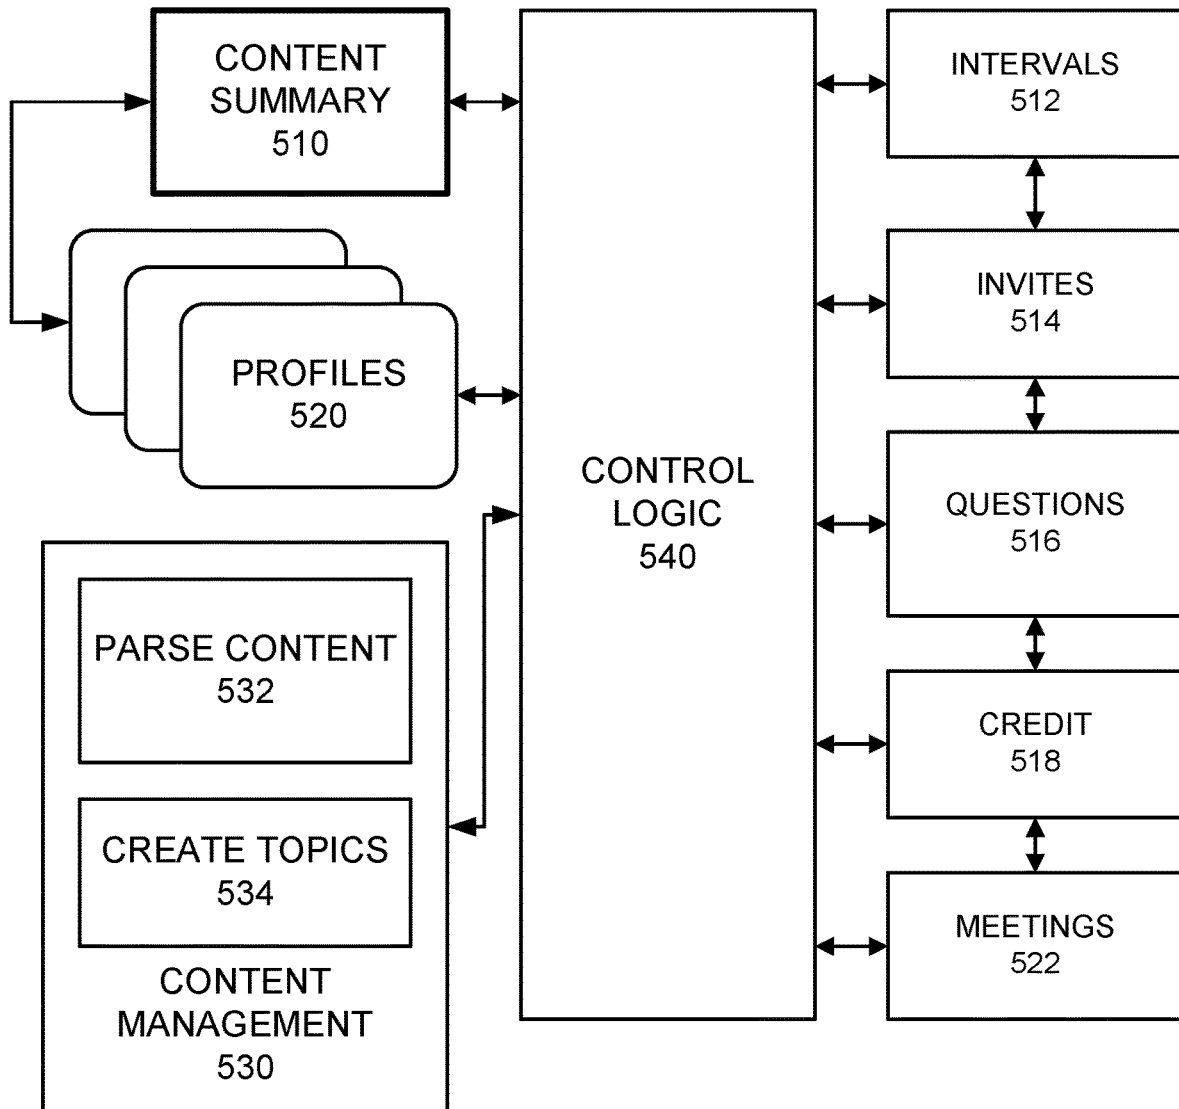 CONTENT
SUMMARY
510
PROFILES
520
PARSE CONTENT
532
CREATE TOPICS
534
CONTENT
MANAGEMENT
530
CONTROL
LOGIC
540
INTERVALS
512
INVITES
514
QUESTIONS
516
CREDIT
518
MEETINGS
522